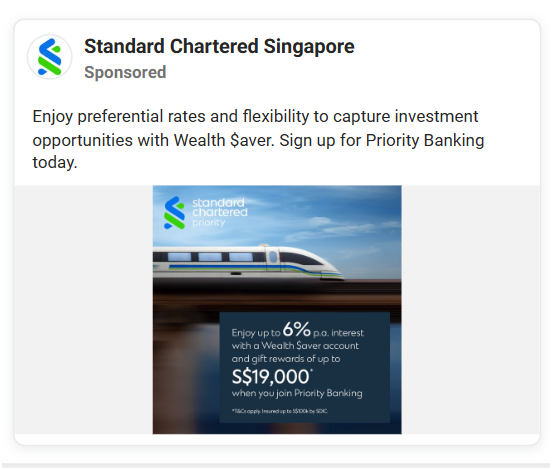 Standard Chartered Singapore
Sponsored
Enjoy preferential rates and flexibility to capture investment
opportunities with Wealth $aver. Sign up for Priority Banking
today.
standard
chartered
priority
Enjoy up to 6% p.a. interest
with a Wealth $aver account
and gift rewards of up to
S$19,000*
when you join Priority Banking
*T&Cs apply. Insured up to S$100k by SDIC.